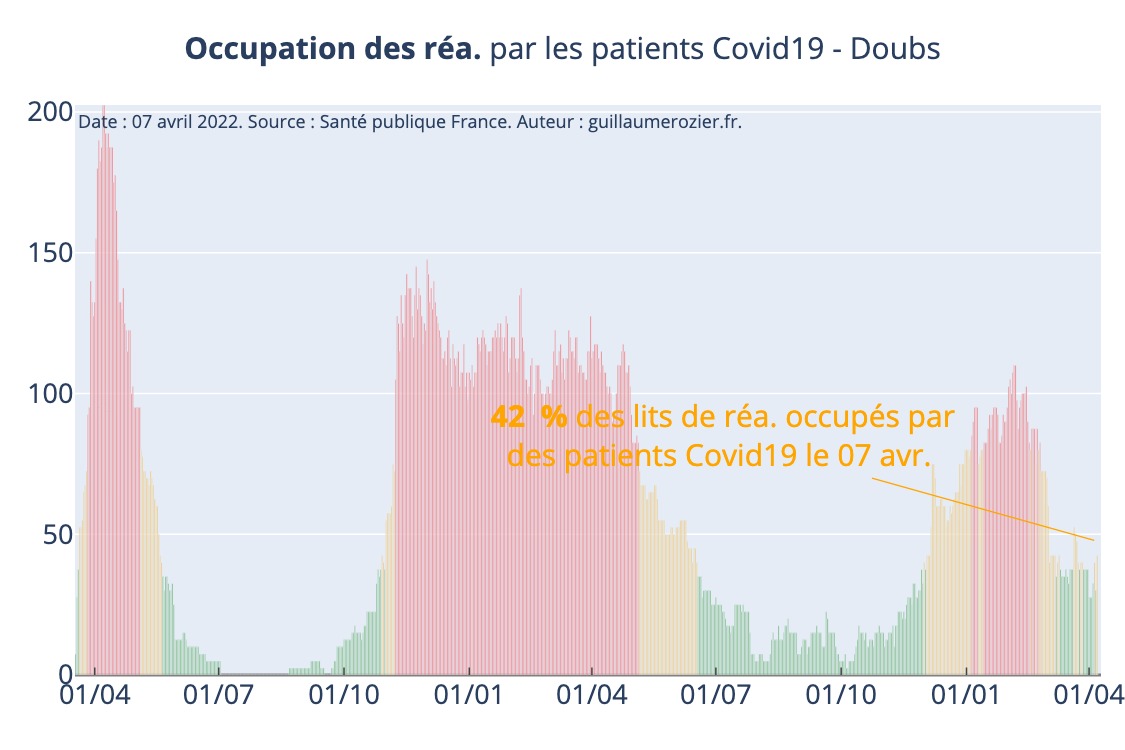 Occupation des réa. par les patients Covid19 - Doubs
200
Date : 07 avril 2022. Source : Santé publique France. Auteur : guillaumerozier.fr.
150
100
42 % des lits de réa. occupés par
des patients Covid19 le 07 avr.
50
0
01/04 01/07 01/10 01/01 01/04 01/07 01/10 01/01 01/04